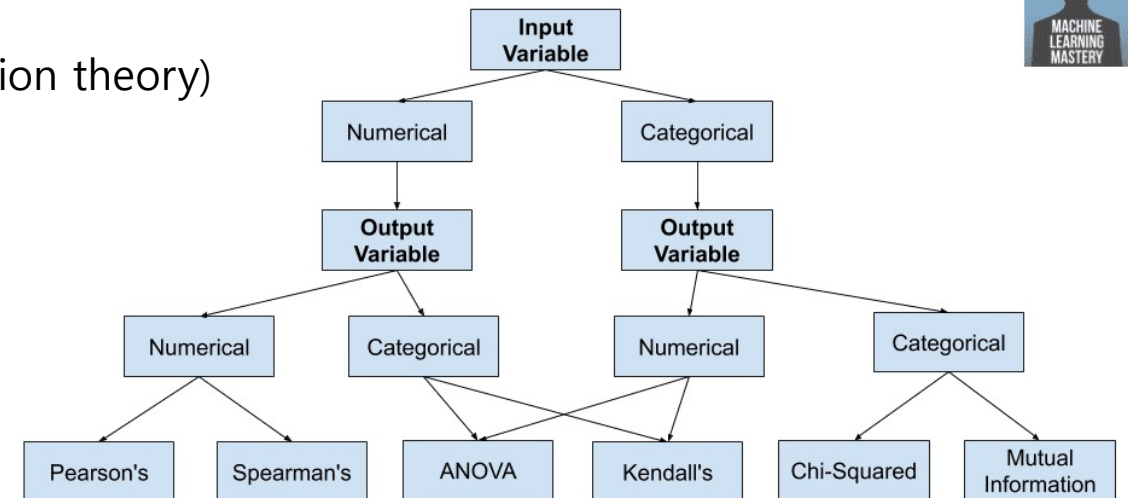 Input
Variable
MACHINE
LEARNING
MASTERY
ion theory)
Numerical
Categorical
Output
Variable
Output
Variable
Numerical
Categorical
Numerical
Categorical
Pearson's
Spearman's
ANOVA
Kendall's
Chi-Squared
Mutual
Information